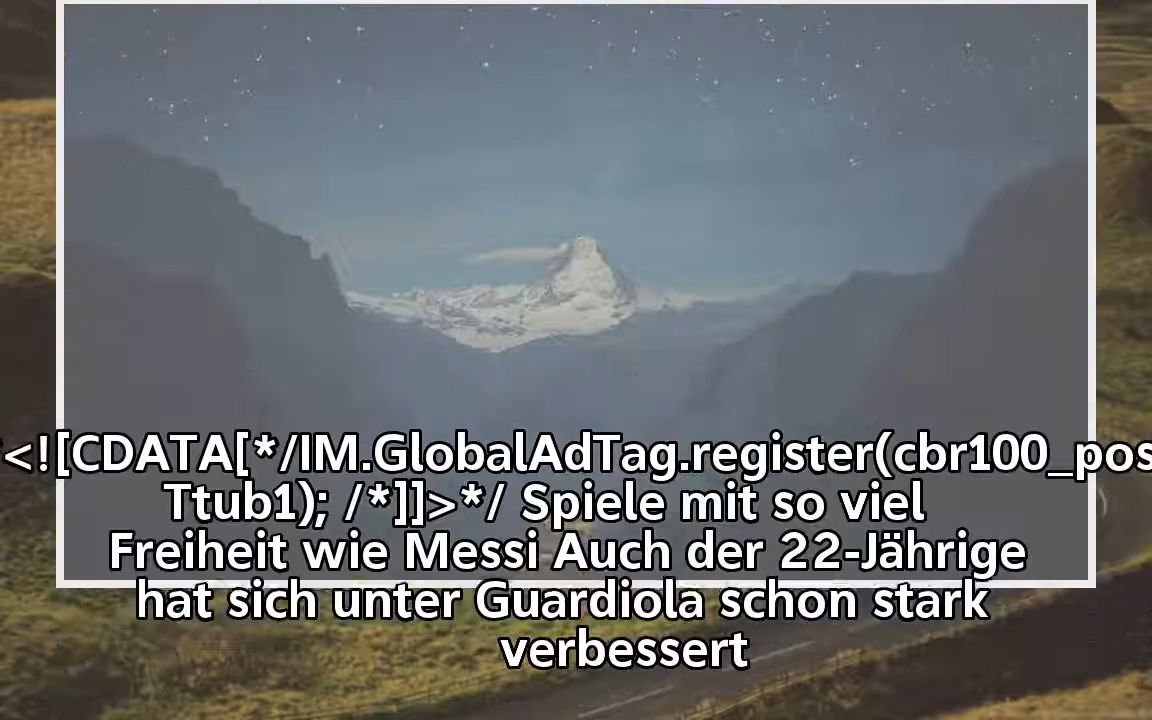 <![CDATA[*/IM.GlobalAdTag.register(cbr100_pos
Ttub1); /*]]>*/ Spiele mit so viel
Freiheit wie Messi Auch der 22-Jährige
hat sich unter Guardiola schon stark
verbessert